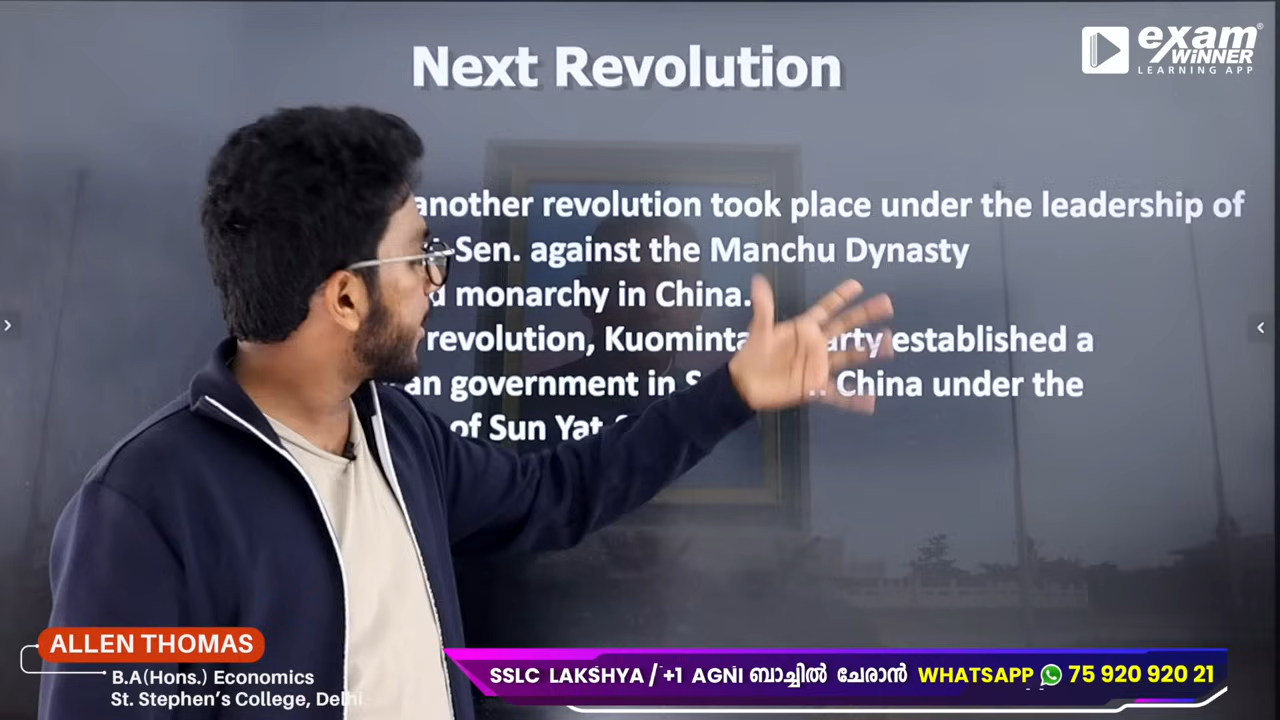 Next Revolution
exam
WiNNER
LEARNING APP
another revolution took place under the leadership of
Sen. against the Manchu Dynasty
monarchy in China.
revolution, established a
an government in China under the
of Sun Yat
ALLEN THOMAS
B.A(Hons.) Economics
St. Stephen's College, Delhi
SSLC LAKSHYA / +1 AGNI ബാച്ചിൽ ചേരാൻ WHATSAPP 75 920 920 21